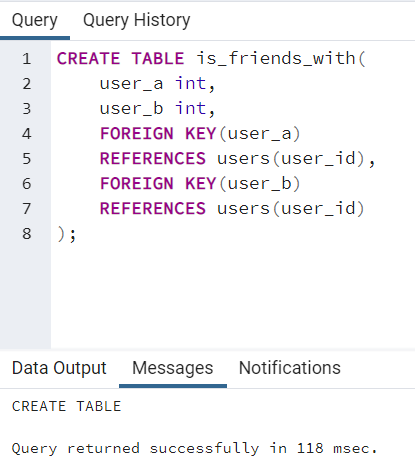 Query Query History
1 CREATE TABLE is_friends_with(
2 user_a int,
3 user_b int,
4 FOREIGN KEY(user_a)
5 REFERENCES users(user_id),
6 FOREIGN KEY(user_b)
7 REFERENCES users(user_id)
8 );
Data Output Messages Notifications
CREATE TABLE
Query returned successfully in 118 msec.